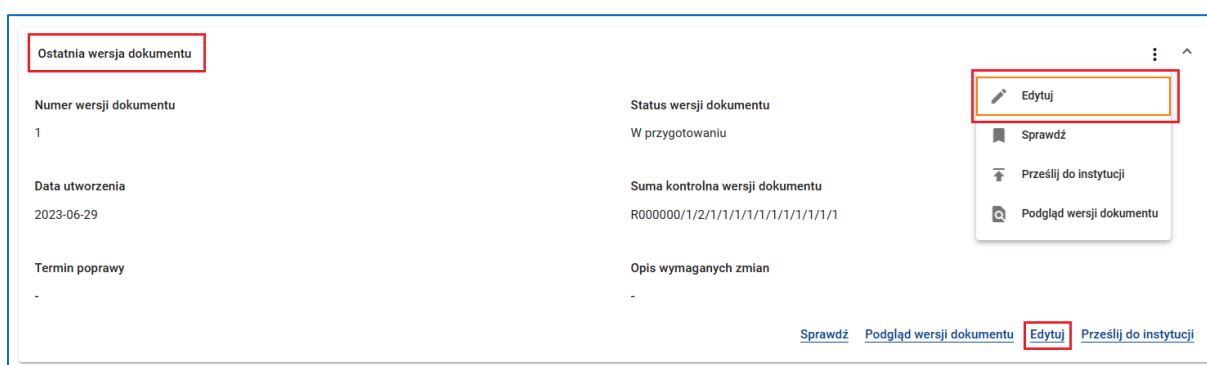 Ostatnia wersja dokumentu
Edytuj
Numer wersji dokumentu
Status wersji dokumentu
1
W przygotowaniu
Sprawdź
Prześlij do instytucji
Data utworzenia
Suma kontrolna wersji dokumentu
2023-06-29
R000000/1/2/1/1/1/1/1/1/1/1/1/1/1
Podgląd wersji dokumentu
Termin poprawy
Opis wymaganych zmian
-
-
Sprawdź Podgląd wersji dokumentu Edytuj Prześlij do instytucji